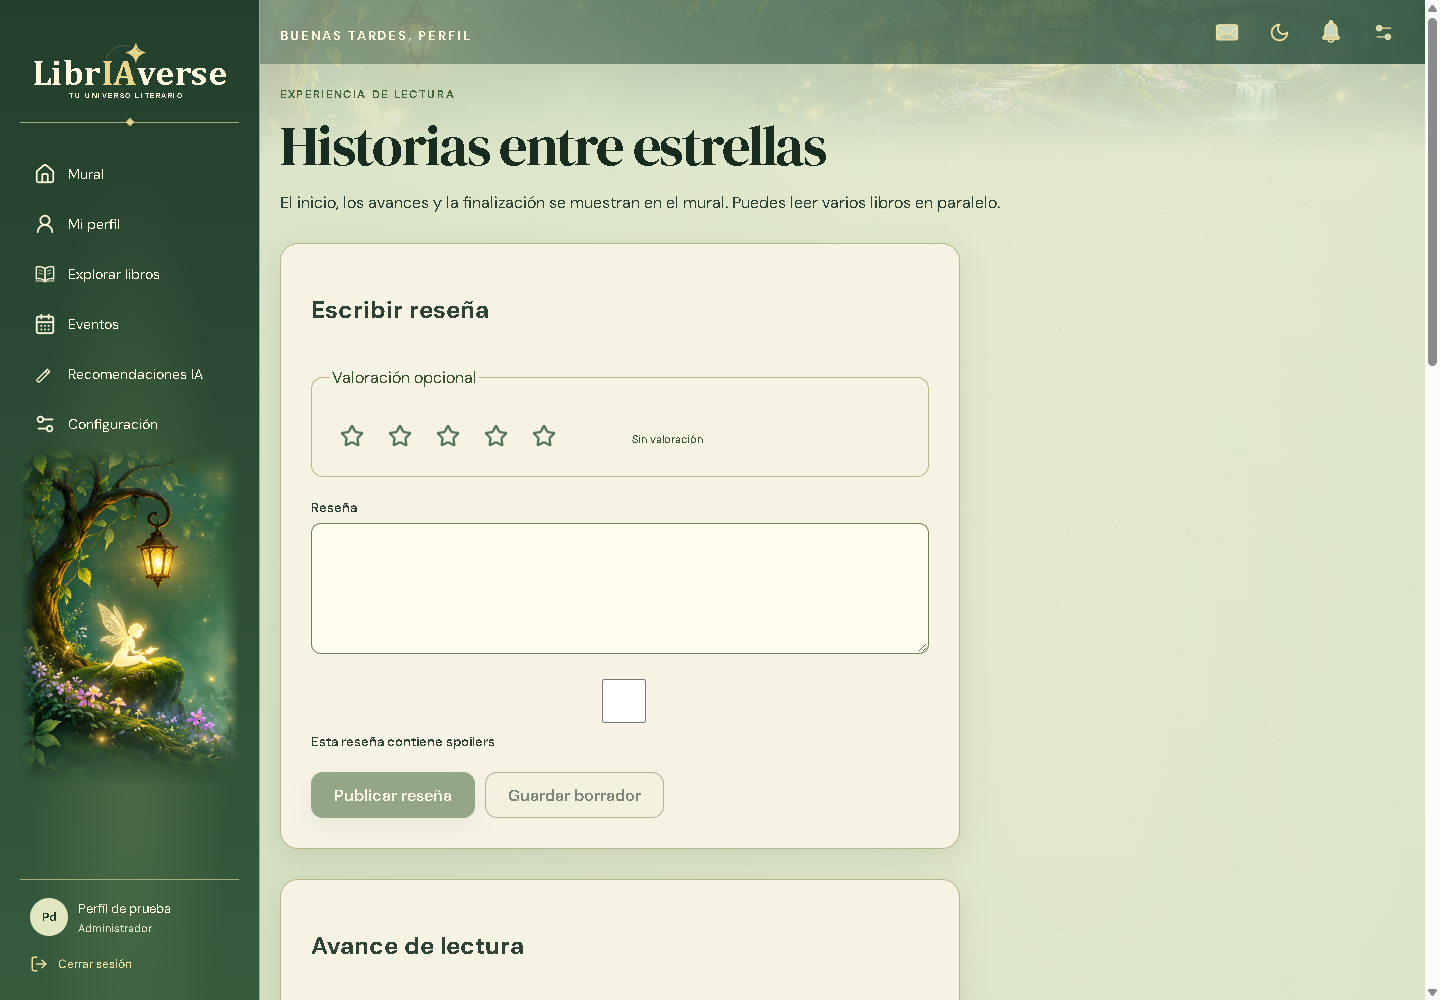 LibrIAverse
TU UNIVERSO LITERARIO
Mural
Mi perfil
Explorar libros
Eventos
Recomendaciones IA
Configuración
Perfil de prueba
Pd
Administrador
Cerrar sesión
BUENAS TARDES, PERFIL
EXPERIENCIA DE LECTURA
Historias entre estrellas
El inicio, los avances y la finalización se muestran en el mural. Puedes leer varios libros en paralelo.
Escribir reseña
Valoración opcional
Sin valoración
Reseña
Esta reseña contiene spoilers
Publicar reseña
Guardar borrador
Avance de lectura